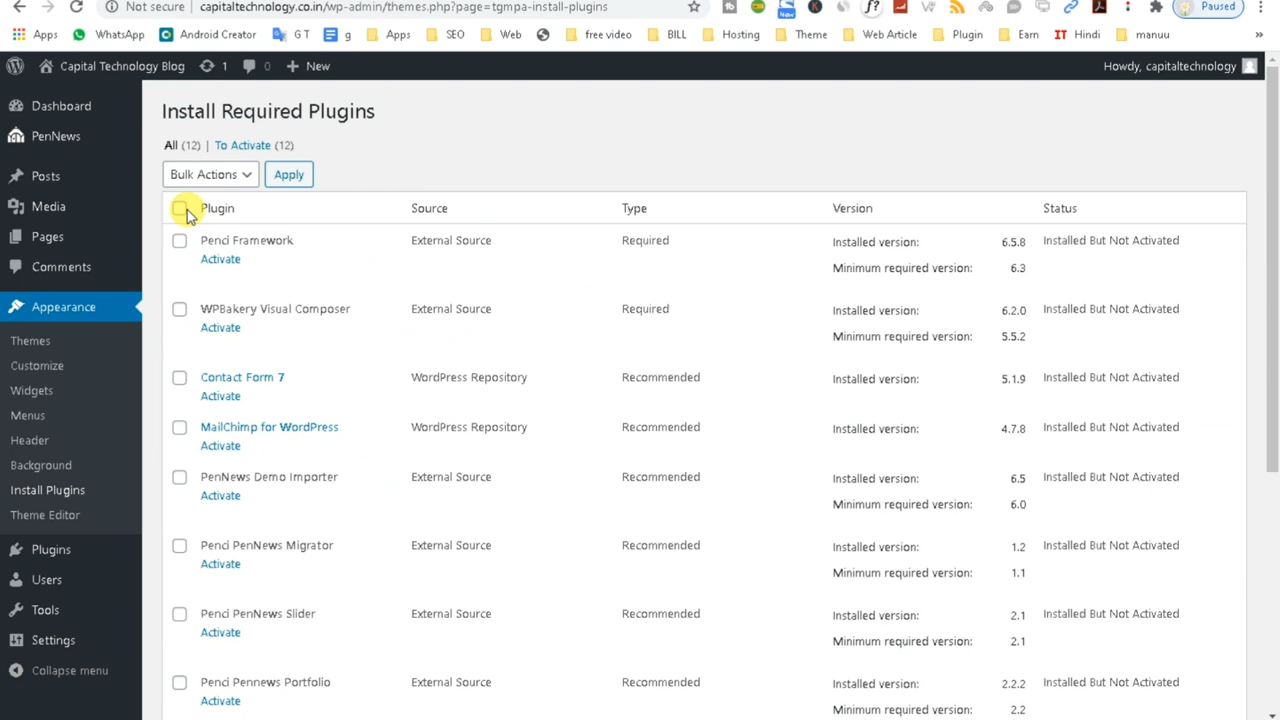 Not secure | capitaltechnology.co.in/wp-admin/themes.php?page=tgmpa-install-plugins
Paused
Apps WhatsApp Android Creator G T g Apps SEO Web free video BILL Hosting Theme Web Article Plugin Earn IT Hindi manuu »
Capital Technology Blog 1 0 + New Howdy, capitaltechnology
Dashboard
PenNews
Posts
Media
Pages
Comments
Appearance
Themes
Customize
Widgets
Menus
Header
Background
Install Plugins
Theme Editor
Plugins
Users
Tools
Settings
Collapse menu
Install Required Plugins
All (12) | To Activate (12)
Bulk Actions Apply
Plugin Source Type Version Status
Penci Framework External Source Required Installed version: 6.5.8 Installed But Not Activated
Activate Minimum required version: 6.3
WPBakery Visual Composer External Source Required Installed version: 6.2.0 Installed But Not Activated
Activate Minimum required version: 5.5.2
Contact Form 7 WordPress Repository Recommended Installed version: 5.1.9 Installed But Not Activated
Activate
MailChimp for WordPress WordPress Repository Recommended Installed version: 4.7.8 Installed But Not Activated
Activate
PenNews Demo Importer External Source Recommended Installed version: 6.5 Installed But Not Activated
Activate Minimum required version: 6.0
Penci PenNews Migrator External Source Recommended Installed version: 1.2 Installed But Not Activated
Activate Minimum required version: 1.1
Penci PenNews Slider External Source Recommended Installed version: 2.1 Installed But Not Activated
Activate Minimum required version: 2.1
Penci Pennews Portfolio External Source Recommended Installed version: 2.2.2 Installed But Not Activated
Activate Minimum required version: 2.2